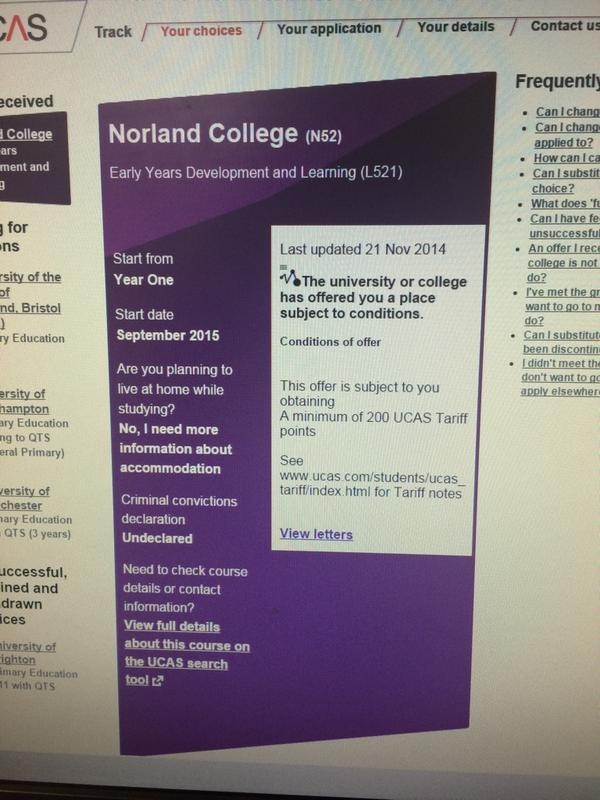 CAS
Track / Your choices / Your application / Your details / Contact us
eceived
d College
ars
ment and
g
g for
ons
rsity of the
of
nd, Bristol
)
ry Education
ersity of
hampton
ary Education
ng to QTS
eral Primary)
versity of
chester
mary Education
QTS (3 years)
uccessful,
ined and
drawn
ices
niversity of
righton
imary Education
11 with QTS
Norland College (N52)
Early Years Development and Learning (L521)
Start from
Year One
Start date
September 2015
Are you planning to
live at home while
studying?
No, I need more
information about
accommodation
Criminal convictions
declaration
Undeclared
Need to check course
details or contact
information?
View full details
about this course on
the UCAS search
tool
Last updated 21 Nov 2014
The university or college
has offered you a place
subject to conditions.
Conditions of offer
This offer is subject to you
obtaining
A minimum of 200 UCAS Tariff
points
See
www.ucas.com/students/ucas_
tariff/index.html for Tariff notes
View letters
Frequently
Can I chang
Can I chang
applied to?
How can I ca
Can I substit
choice?
What does 'fu
Can I have fe
unsuccessful
An offer I rece
college is not
do?
I've met the gr
want to go to n
do?
Can I substitut
been discontin
I didn't meet the
don't want to go
apply elsewhere